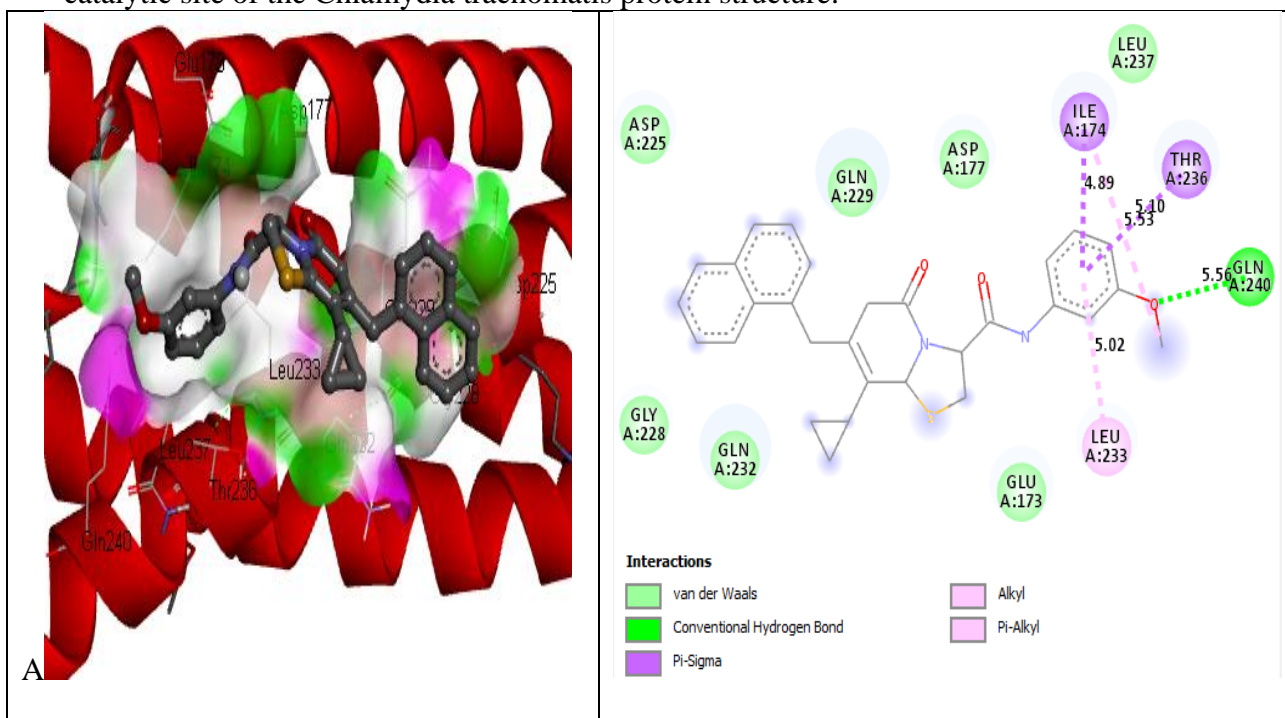 catalytic site of the Chlamydia trachomatis protein structure.
Asp177
Leu233
Leu237
Thr236
Gln240
A
LEU
A:237
ILE
A:174
ASP
A:225
THR
A:236
ASP
A:177
GLN
A:229
4.89
5.10
5.53
GLN
A:240
5.56
O
O
O
N
N
S
5.02
GLY
A:228
GLN
A:232
LEU
A:233
GLU
A:173
Interactions
van der Waals
Conventional Hydrogen Bond
Pi-Sigma
Alkyl
Pi-Alkyl